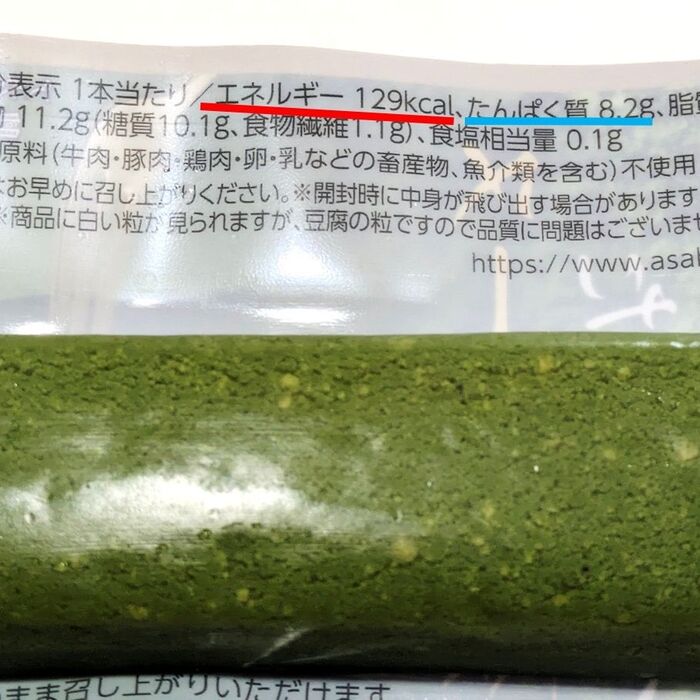 分表示 1本当たり／エネルギー 129kcal、たんぱく質 8.2g、脂質
物 11.2g(糖質10.1g、食物繊維1.1g)、食塩相当量 0.1g
原料(牛肉・豚肉・鶏肉・卵・乳などの畜産物、魚介類を含む)不使用
はお早めに召し上がりください。※開封時に中身が飛び出す場合があります
※商品に白い粒が見られますが、豆腐の粒ですので品質に問題はございませ
https://www.asah
まま召し上がりいただけます